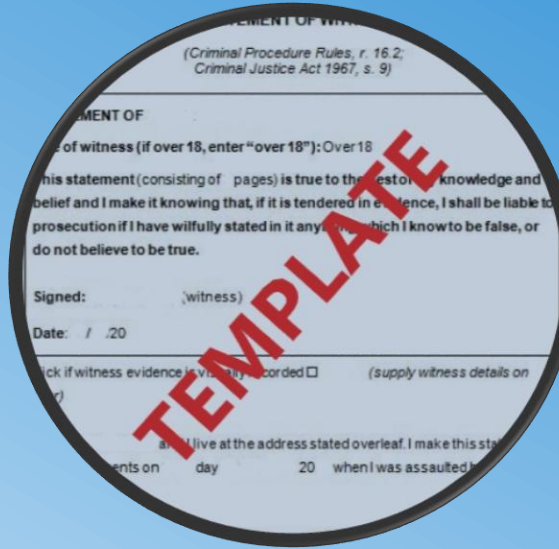 STATEMENT OF WIT
(Criminal Procedure Rules, r. 16.2;
Criminal Justice Act 1967, s. 9)
MENT OF
of witness (if over 18, enter “over 18”): Over 18
his statement (consisting of pages) is true to the best of knowledge and
belief and I make it knowing that, if it is tendered in evidence, I shall be liable to
prosecution if I have wilfully stated in it anything which I know to be false, or
do not believe to be true.
Signed: (witness)
Date: / .20
ick if witness evidence is visually recorded ☐ (supply witness details on
r)
and I live at the address stated overleaf. I make this sta
ents on day 20 when I was assaulted b
TEMPLATE